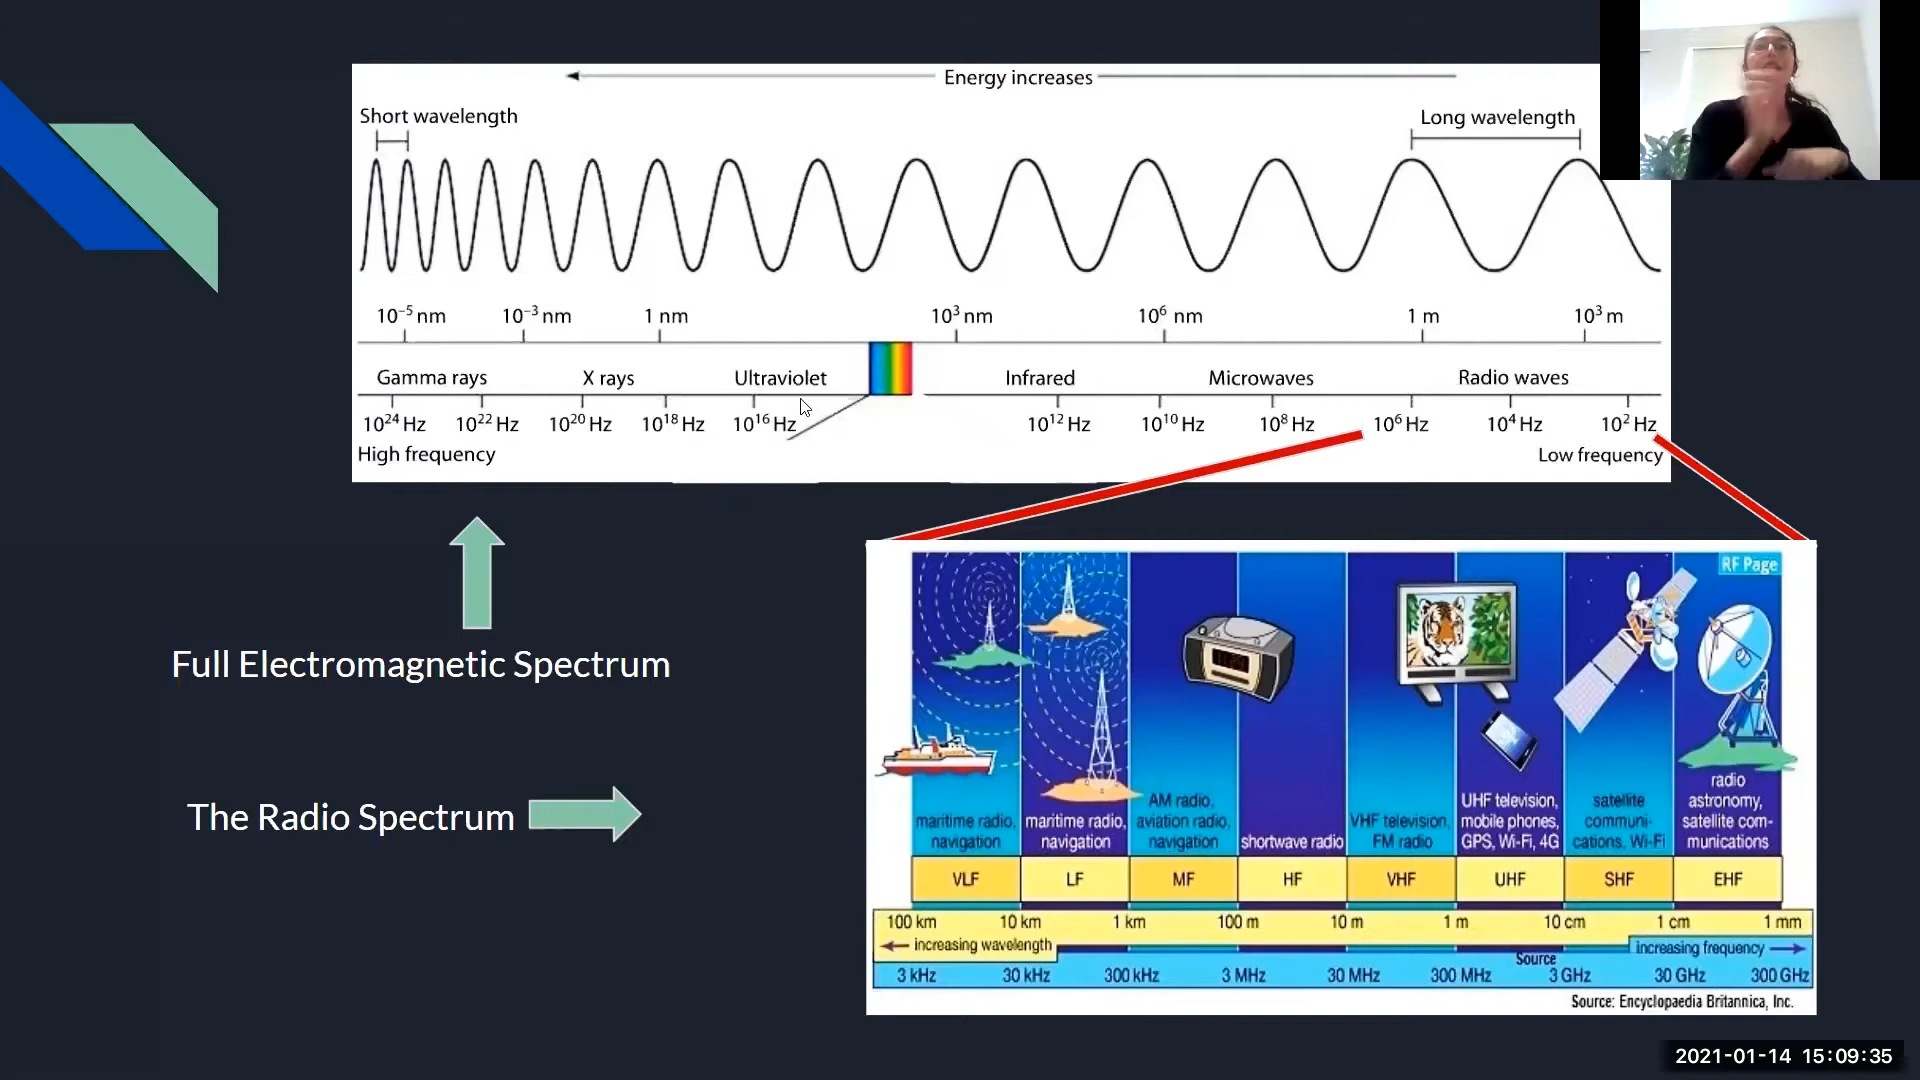 Energy increases
Short wavelength
Long wavelength
10⁻⁵ nm 10⁻³ nm 1 nm 10³ nm 10⁶ nm 1 m 10³ m
Gamma rays X rays Ultraviolet Infrared Microwaves Radio waves
10²⁴ Hz 10²² Hz 10²⁰ Hz 10¹⁸ Hz 10¹⁶ Hz 10¹² Hz 10¹⁰ Hz 10⁸ Hz 10⁶ Hz 10⁴ Hz 10² Hz
High frequency Low frequency
Full Electromagnetic Spectrum
The Radio Spectrum
RF Page
maritime radio,
navigation
maritime radio,
navigation
AM radio,
aviation radio,
navigation
shortwave radio
VHF television,
FM radio
UHF television,
mobile phones,
GPS, Wi-Fi, 4G
satellite
communi-
cations, Wi-Fi
radio
astronomy,
satellite com-
munications
VLF LF MF HF VHF UHF SHF EHF
100 km 10 km 1 km 100 m 10 m 1 m 10 cm 1 cm 1 mm
increasing wavelength increasing frequency
Source
3 kHz 30 kHz 300 kHz 3 MHz 30 MHz 300 MHz 3 GHz 30 GHz 300 GHz
Source: Encyclopaedia Britannica, Inc.
2021-01-14 15:09:35